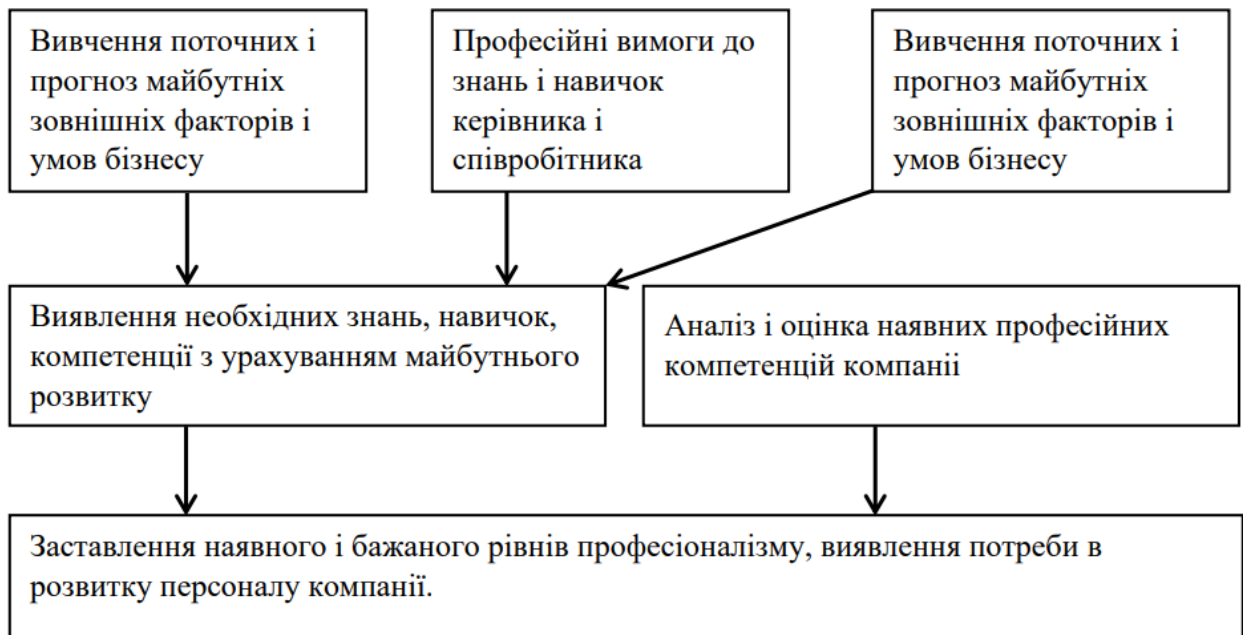 Вивчення поточних і
прогноз майбутніх
зовнішніх факторів і
умов бізнесу
Професійні вимоги до
знань і навичок
керівника і
співробітника
Вивчення поточних і
прогноз майбутніх
зовнішніх факторів і
умов бізнесу
Виявлення необхідних знань, навичок,
компетенції з урахуванням майбутнього
розвитку
Аналіз і оцінка наявних професійних
компетенцій компаніі
Заставлення наявного і бажаного рівнів професіоналізму, виявлення потреби в
розвитку персоналу компанії.